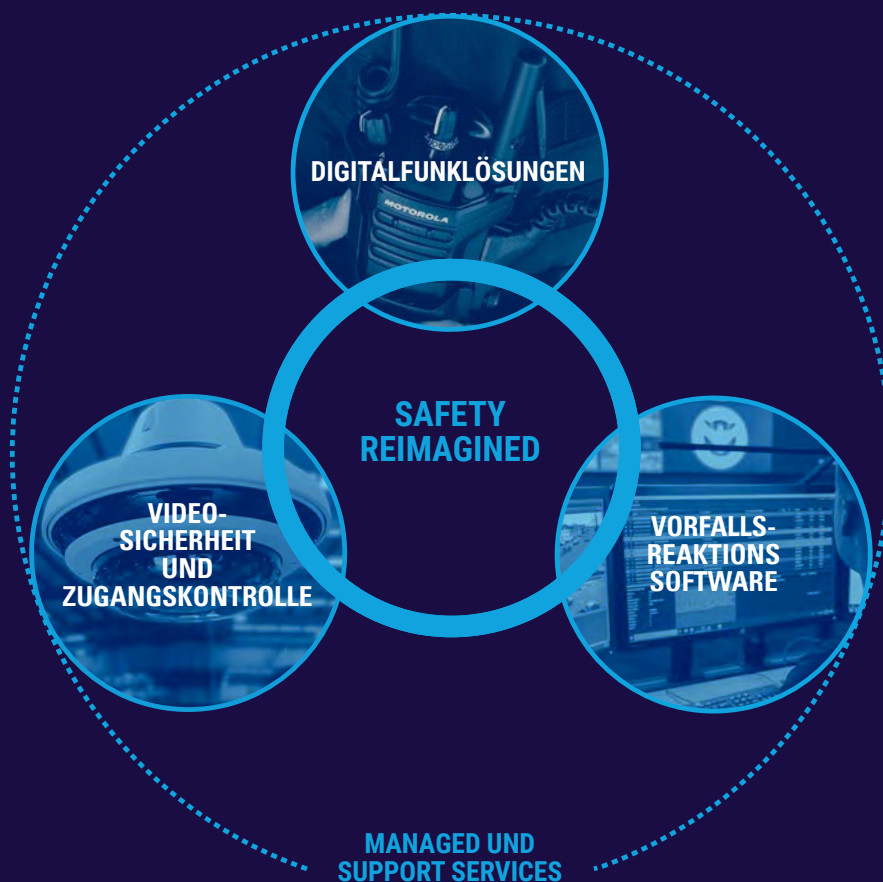 DIGITALFUNKLÖSUNGEN
MOTOROLA
SAFETY
REIMAGINED
VIDEO-
SICHERHEIT
UND
ZUGANGSKONTROLLE
VORFALLS-
REAKTIONS
SOFTWARE
MANAGED UND
SUPPORT SERVICES